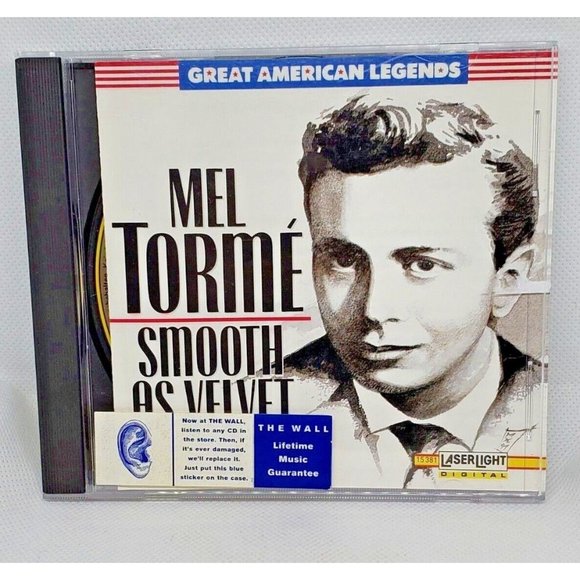 GREAT AMERICAN LEGENDS
MEL
TORMÉ
SMOOTH
AS VELVET
Now at THE WALL,
listen to any CD in
the store. Then, if
it's ever damaged,
we'll replace it.
Just put this blue
sticker on the case.
THE WALL
Lifetime
Music
Guarantee
15381
LASERLIGHT
DIGITAL